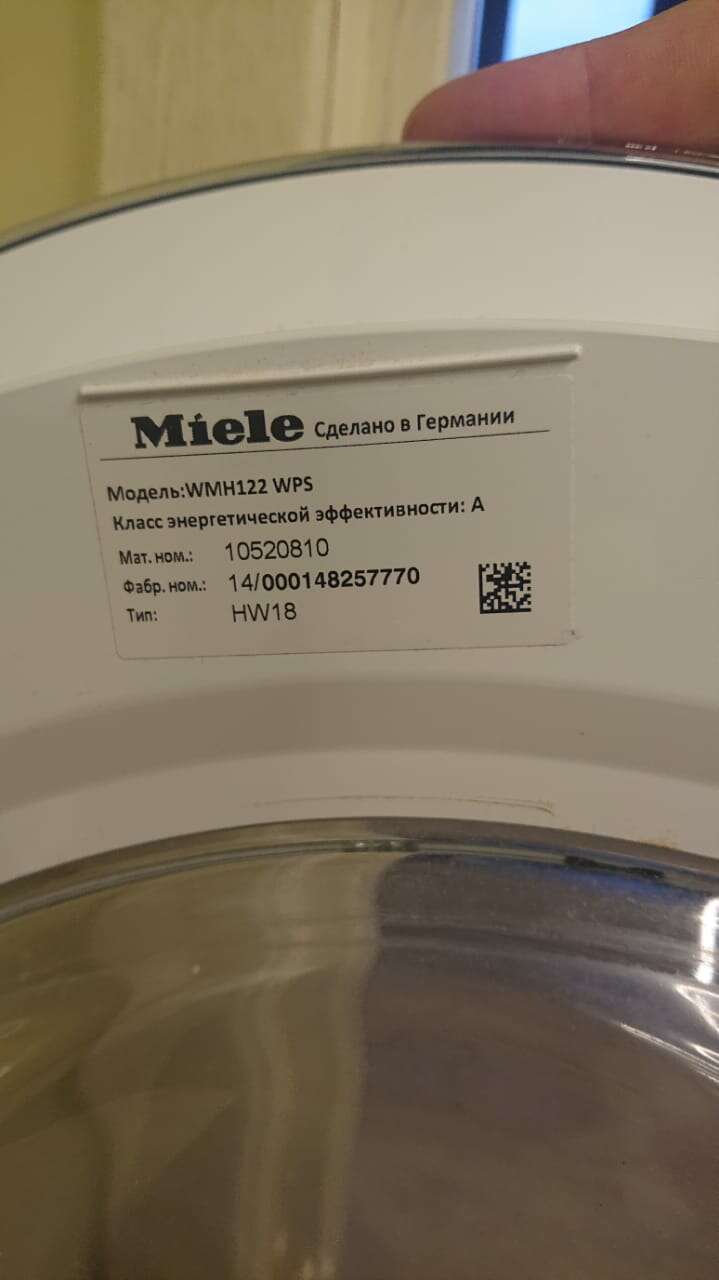 Miele Сделано в Германии
Модель:WMH122 WPS
Класс энергетической эффективности: A
Мат. ном.: 10520810
Фабр. ном.: 14/000148257770
Тип: HW18